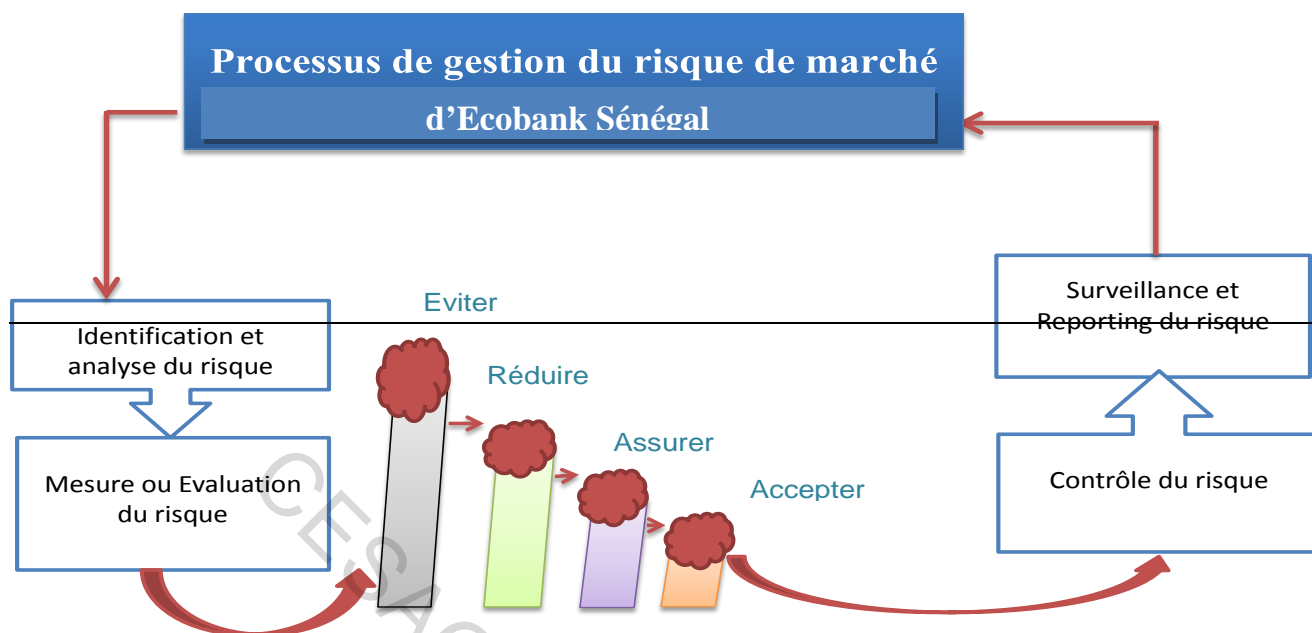 Processus de gestion du risque de marché
d'Ecobank Sénégal
Identification et
analyse du risque
Mesure ou Evaluation
du risque
Eviter
Réduire
Assurer
Accepter
Surveillance et
Reporting du risque
Contrôle du risque